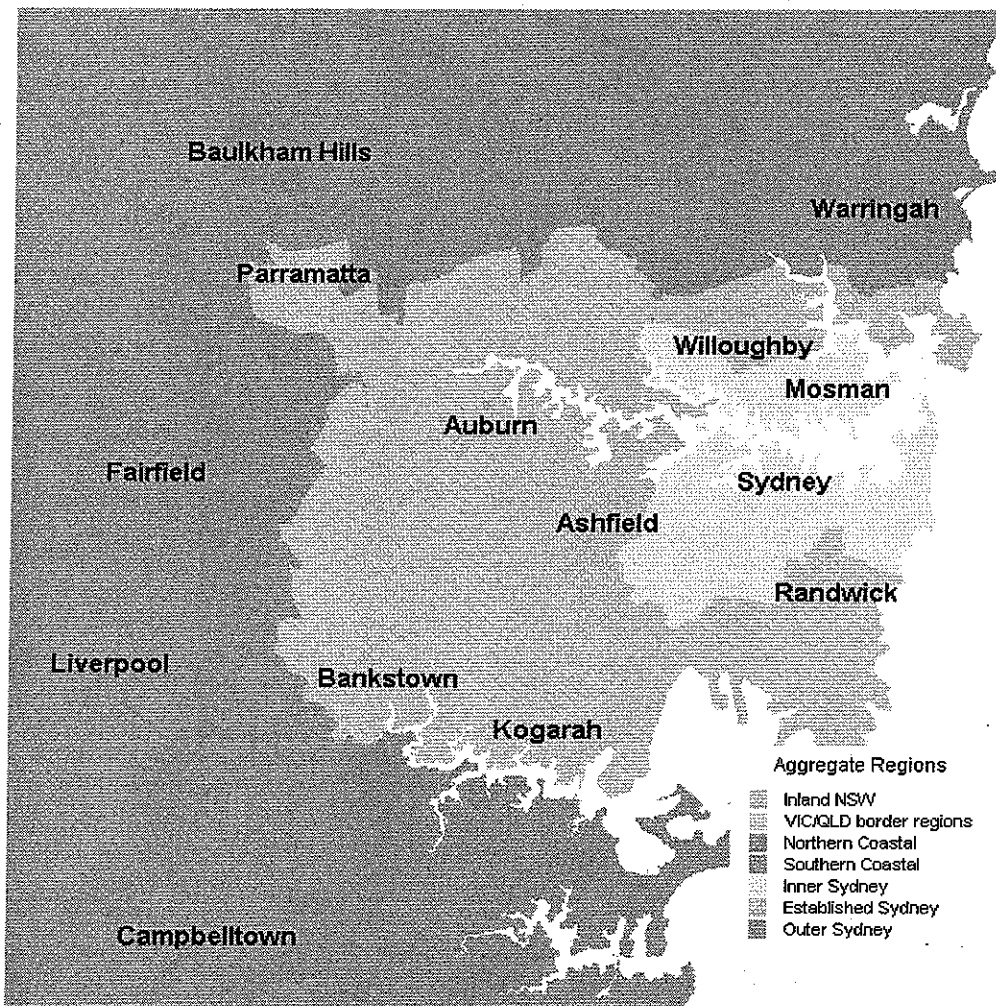 Baulkham Hills
Warringah
Parramatta
Willoughby
Mosman
Auburn
Fairfield
Sydney
Ashfield
Randwick
Liverpool
Bankstown
Kogarah
Aggregate Regions
Inland NSW
VIC/QLD border regions
Northern Coastal
Southern Coastal
Inner Sydney
Established Sydney
Outer Sydney
Campbelltown